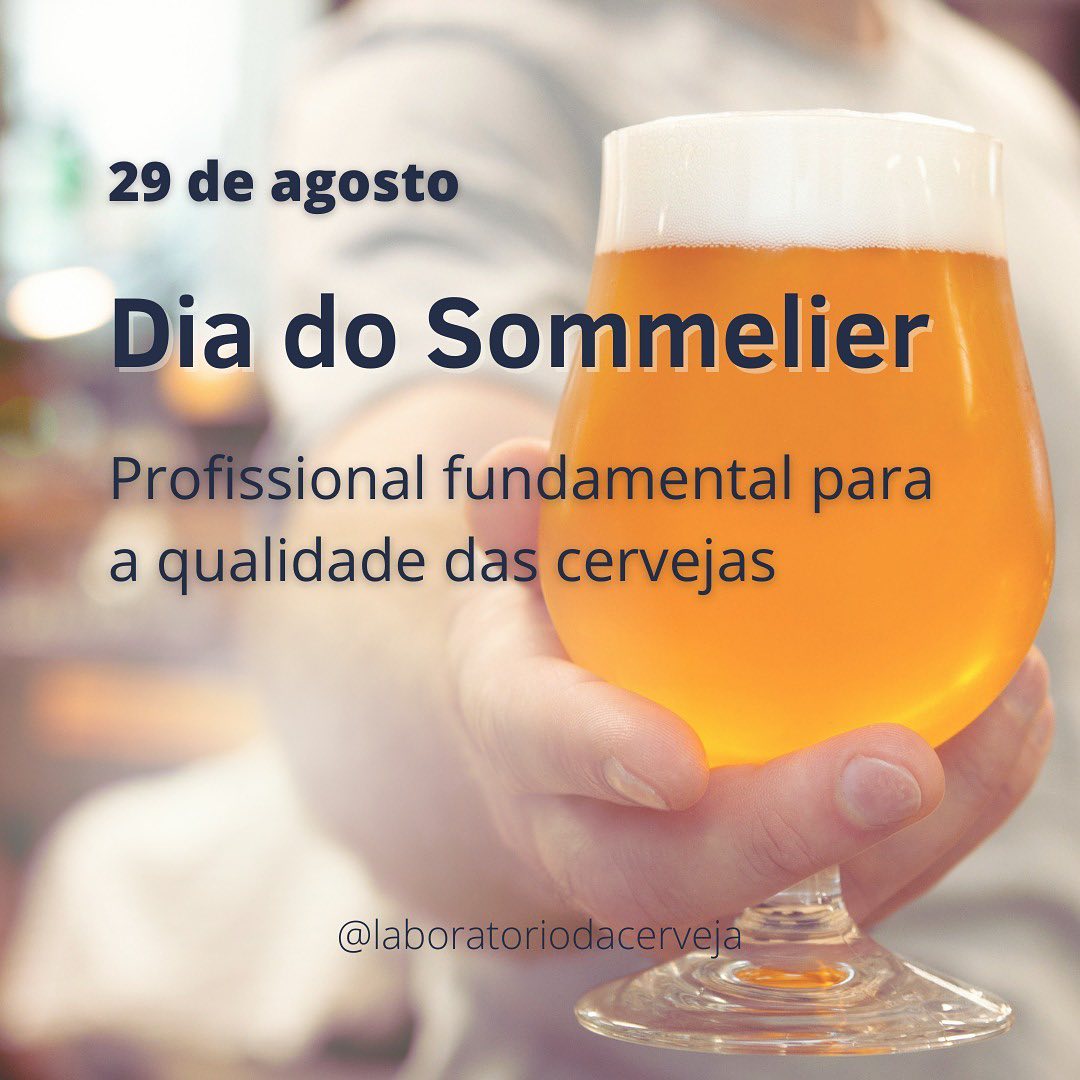 29 de agosto
Dia do Sommelier
Profissional fundamental para
a qualidade das cervejas
@laboratoriodacerveja